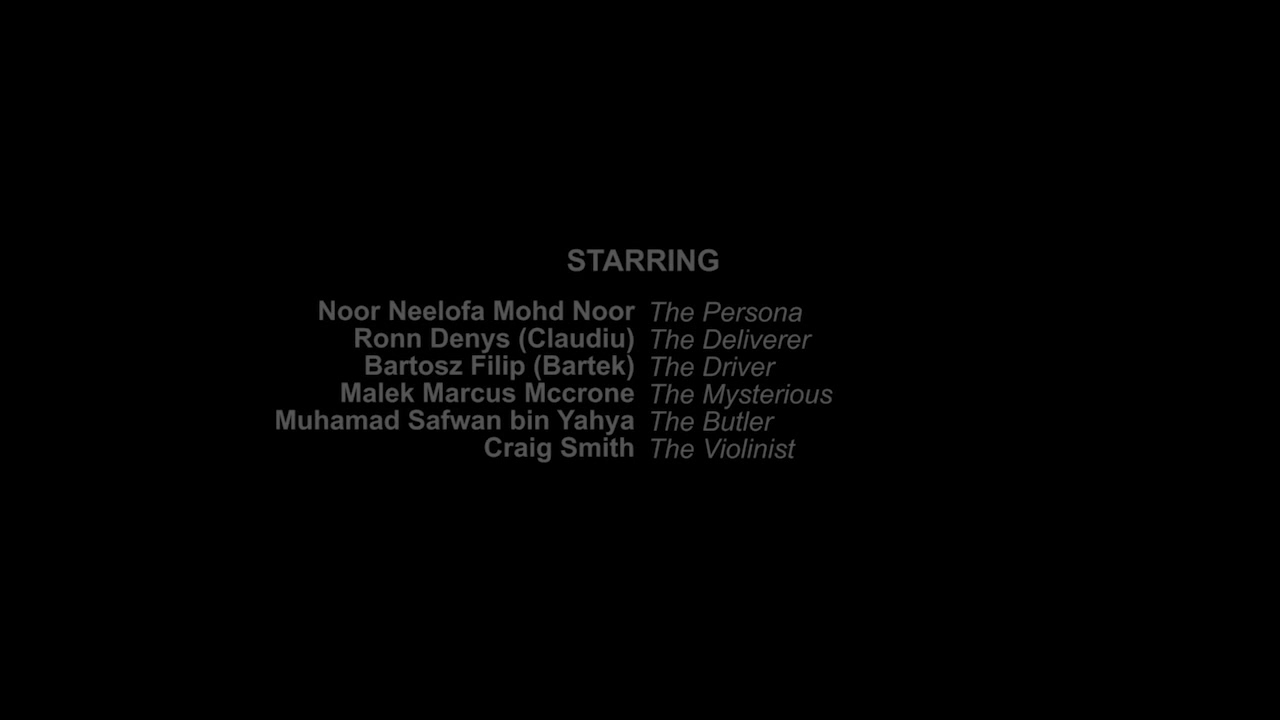 STARRING
Noor Neelofa Mohd Noor The Persona
Ronn Denys (Claudiu) The Deliverer
Bartosz Filip (Bartek) The Driver
Malek Marcus Mccrone The Mysterious
Muhamad Safwan bin Yahya The Butler
Craig Smith The Violinist